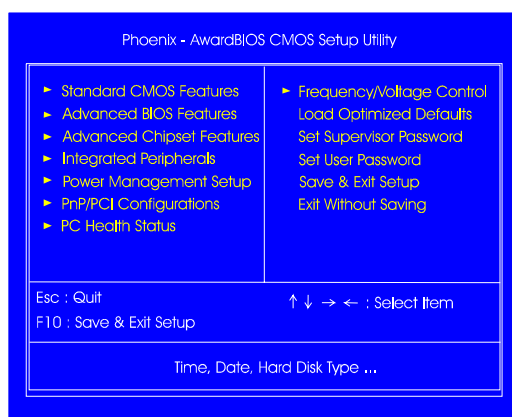 Phoenix - AwardBIOS CMOS Setup Utility
► Standard CMOS Features
► Advanced BIOS Features
► Advanced Chipset Features
► Integrated Peripherals
► Power Management Setup
► PnP/PCI Configurations
► PC Health Status
► Frequency/Voltage Control
Load Optimized Defaults
Set Supervisor Password
Set User Password
Save & Exit Setup
Exit Without Saving
Esc : Quit
F10 : Save & Exit Setup
↑ ↓ → ← : Select Item
Time, Date, Hard Disk Type ...